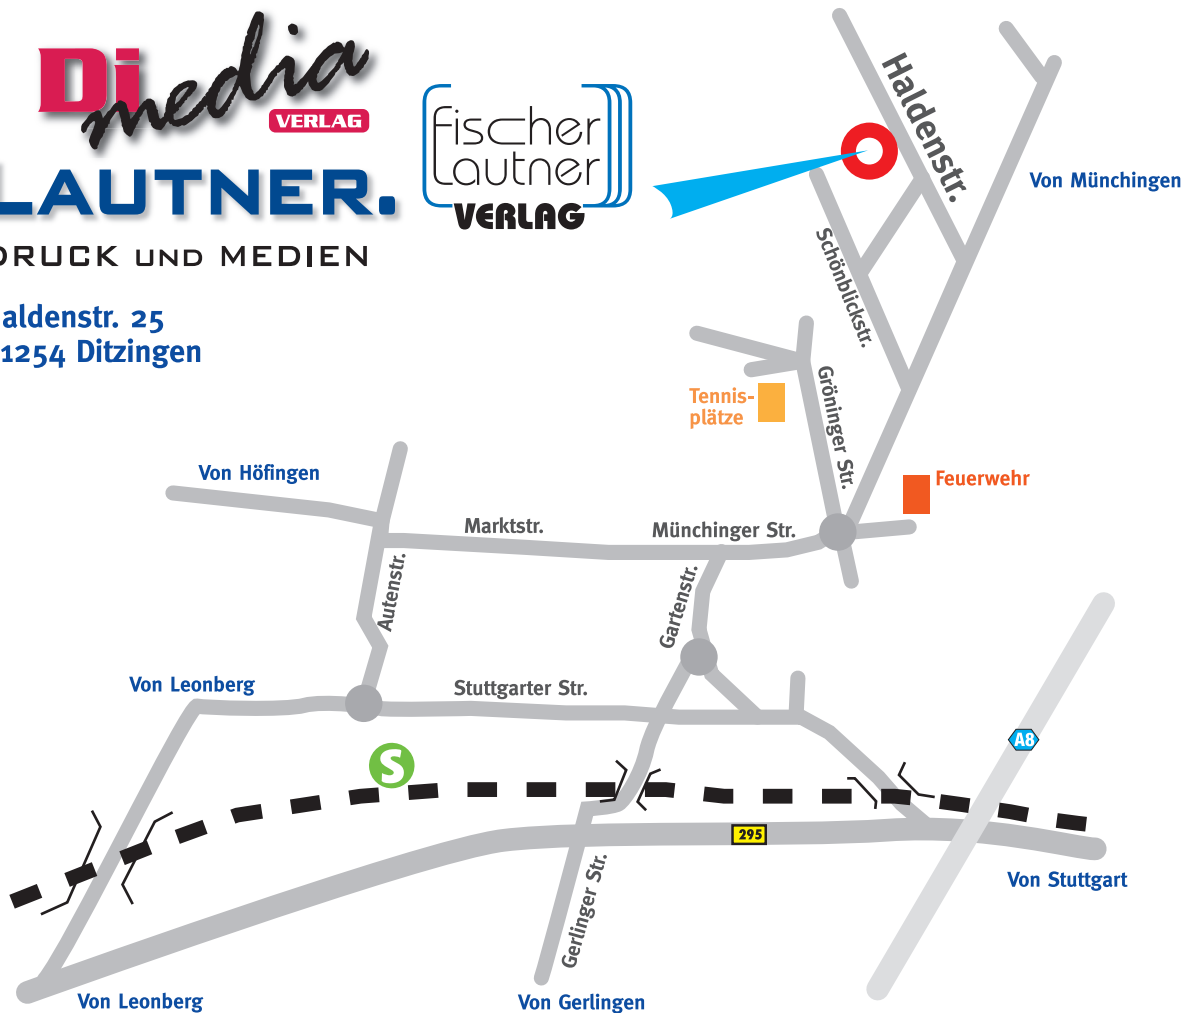 Di
media
VERLAG
LAUTNER.
DRUCK UND MEDIEN
aldenstr. 25
1254 Ditzingen
fischer
Lautner
VERLAG
Haldenstr.
Von Münchingen
Schönblickstr.
Tennis-
plätze
Gröninger Str.
Feuerwehr
Von Höfingen
Marktstr.
Münchinger Str.
Autenstr.
Gartenstr.
Von Leonberg
Stuttgarter Str.
S
A8
295
Gerlinger Str.
Von Stuttgart
Von Leonberg
Von Gerlingen